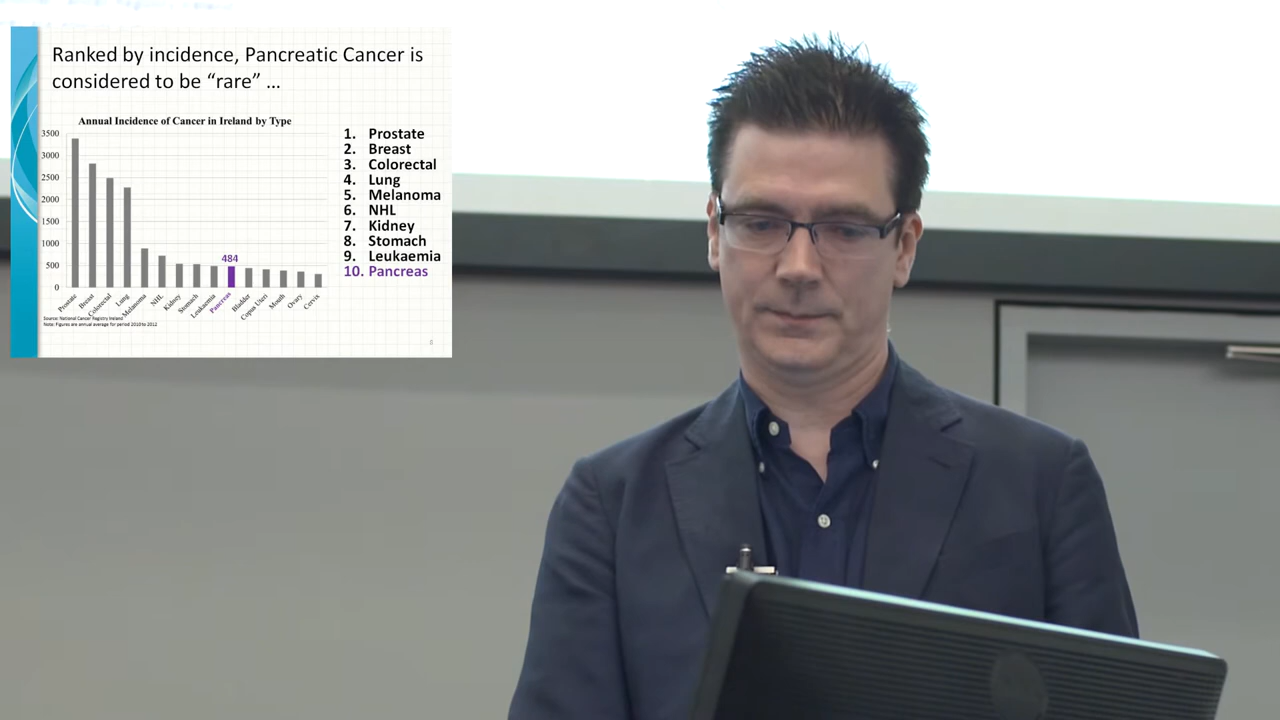 Ranked by incidence, Pancreatic Cancer is
considered to be “rare” …
Annual Incidence of Cancer in Ireland by Type
3500
3000
2500
2000
1500
1000
500
0
484
Prostate
Breast
Colorectal
Lung
Melanoma
NHL
Kidney
Stomach
Leukaemia
Pancreas
Bladder
Copus Uteri
Mouth
Ovary
Cervix
Source: National Cancer Registry Ireland
Note: Figures are annual average for period 2010 to 2012
1. Prostate
2. Breast
3. Colorectal
4. Lung
5. Melanoma
6. NHL
7. Kidney
8. Stomach
9. Leukaemia
10. Pancreas